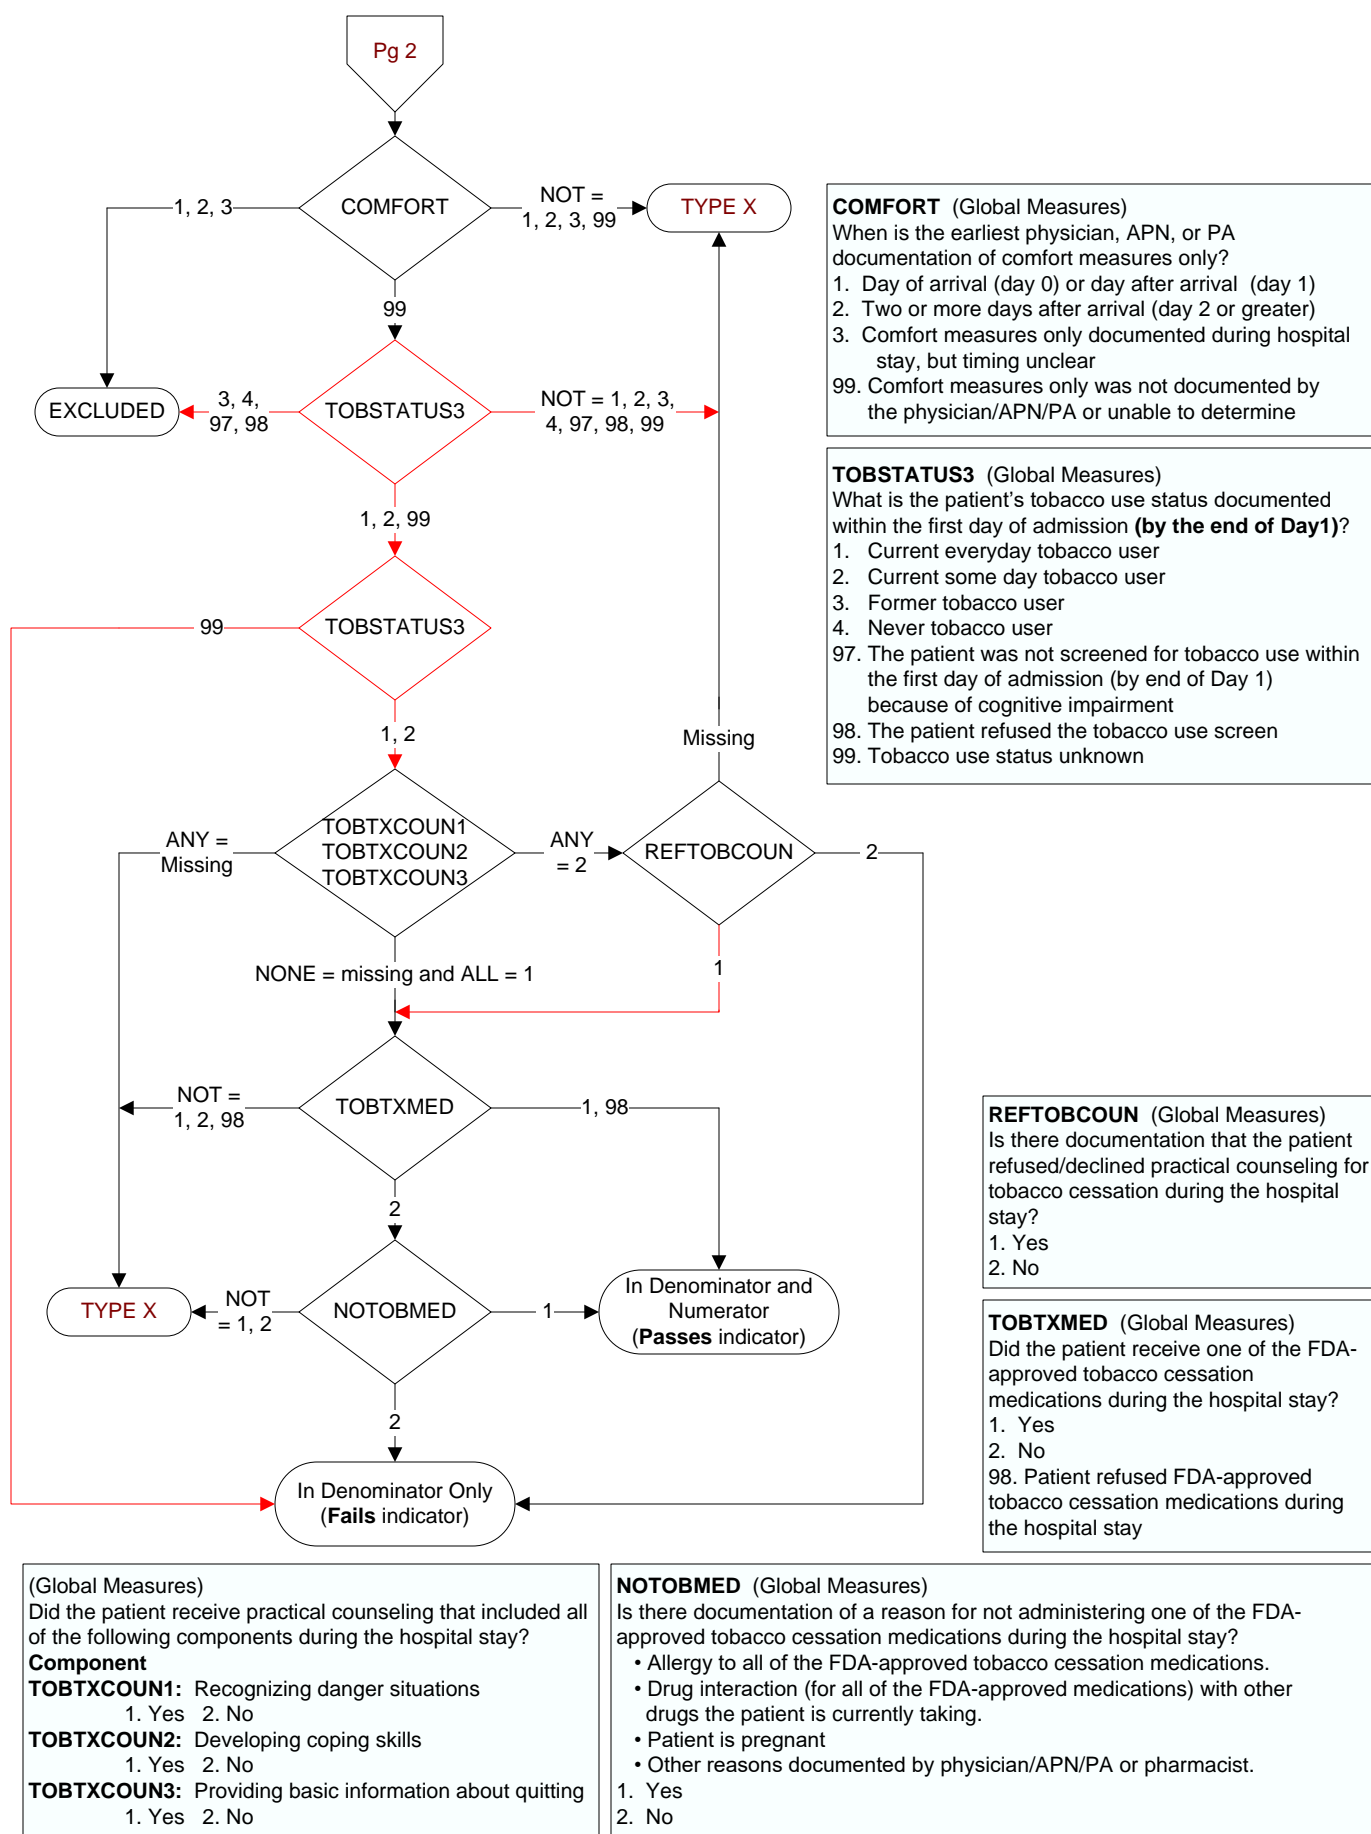 Pg 2
COMFORT
1, 2, 3
NOT =
1, 2, 3, 99
TYPE X
99
COMFORT (Global Measures)
When is the earliest physician, APN, or PA
documentation of comfort measures only?
1. Day of arrival (day 0) or day after arrival (day 1)
2. Two or more days after arrival (day 2 or greater)
3. Comfort measures only documented during hospital
stay, but timing unclear
99. Comfort measures only was not documented by
the physician/APN/PA or unable to determine
EXCLUDED
3, 4,
97, 98
TOBSTATUS3
NOT = 1, 2, 3,
4, 97, 98, 99
1, 2, 99
TOBSTATUS3 (Global Measures)
What is the patient's tobacco use status documented
within the first day of admission (by the end of Day1)?
1. Current everyday tobacco user
2. Current some day tobacco user
3. Former tobacco user
4. Never tobacco user
97. The patient was not screened for tobacco use within
the first day of admission (by end of Day 1)
because of cognitive impairment
98. The patient refused the tobacco use screen
99. Tobacco use status unknown
99
TOBSTATUS3
1, 2
Missing
ANY =
Missing
TOBTXCOUN1
TOBTXCOUN2
TOBTXCOUN3
ANY
= 2
REFTOBCOUN
2
NONE = missing and ALL = 1
1
NOT =
1, 2, 98
TOBTXMED
1, 98
2
REFTOBCOUN (Global Measures)
Is there documentation that the patient
refused/declined practical counseling for
tobacco cessation during the hospital
stay?
1. Yes
2. No
TYPE X
NOT
= 1, 2
NOTOBMED
1
In Denominator and
Numerator
(Passes indicator)
2
TOBTXMED (Global Measures)
Did the patient receive one of the FDA-
approved tobacco cessation
medications during the hospital stay?
1. Yes
2. No
98. Patient refused FDA-approved
tobacco cessation medications during
the hospital stay
In Denominator Only
(Fails indicator)
(Global Measures)
Did the patient receive practical counseling that included all
of the following components during the hospital stay?
Component
TOBTXCOUN1: Recognizing danger situations
1. Yes 2. No
TOBTXCOUN2: Developing coping skills
1. Yes 2. No
TOBTXCOUN3: Providing basic information about quitting
1. Yes 2. No
NOTOBMED (Global Measures)
Is there documentation of a reason for not administering one of the FDA-
approved tobacco cessation medications during the hospital stay?
• Allergy to all of the FDA-approved tobacco cessation medications.
• Drug interaction (for all of the FDA-approved medications) with other
drugs the patient is currently taking.
• Patient is pregnant
• Other reasons documented by physician/APN/PA or pharmacist.
1. Yes
2. No